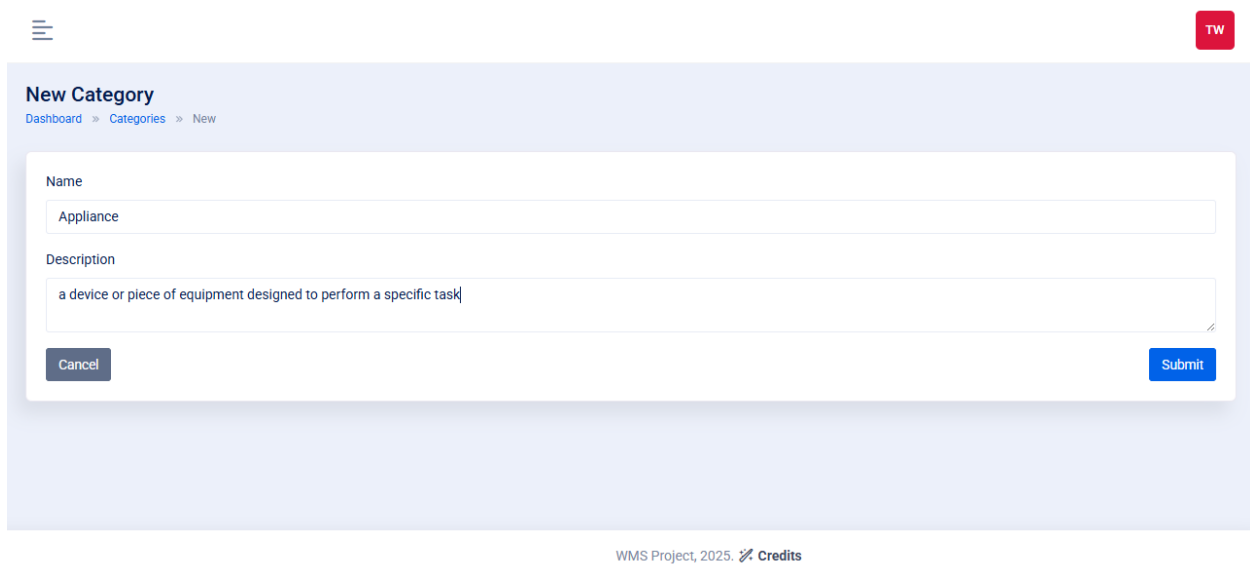 TW
New Category
Dashboard » Categories » New
Name
Appliance
Description
a device or piece of equipment designed to perform a specific task
Cancel Submit
WMS Project, 2025. Credits